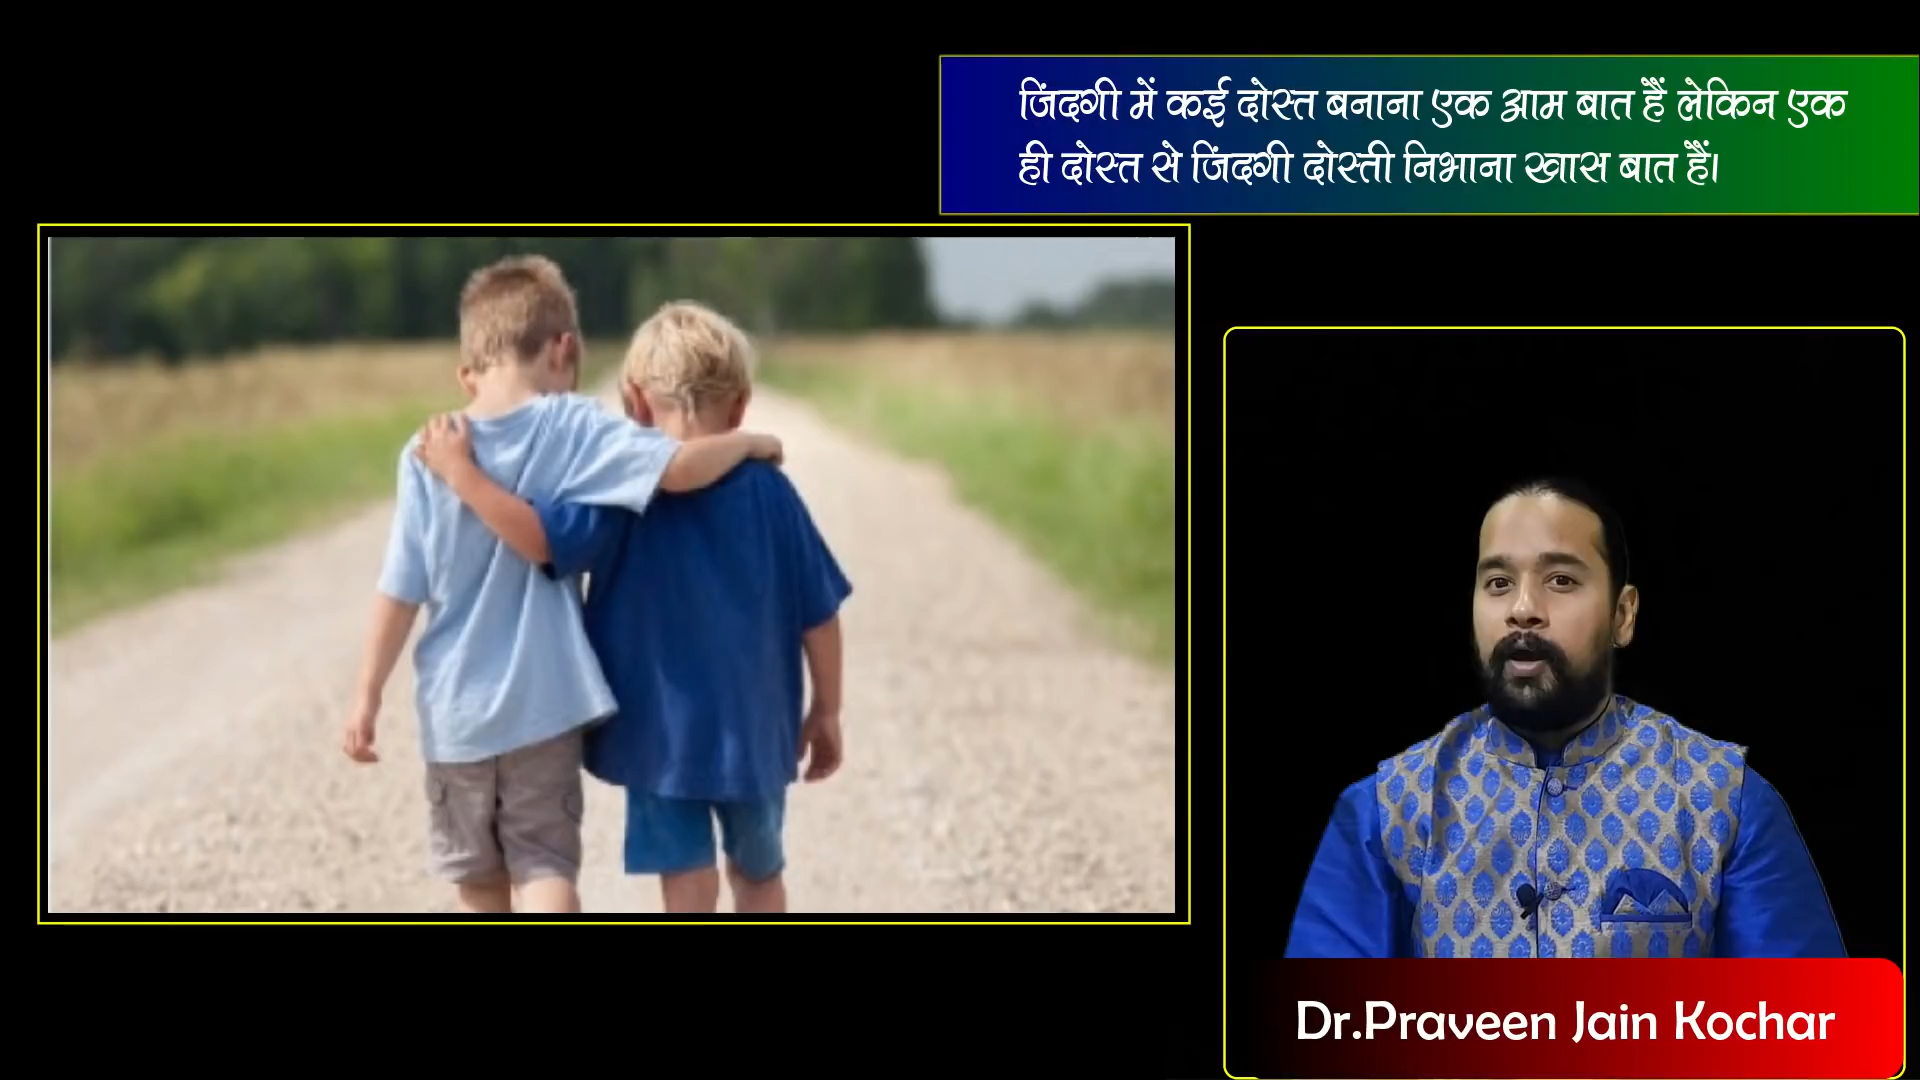 जिंदगी में कई दोस्त बनाना एक आम बात हैं लेकिन एक
ही दोस्त से जिंदगी दोस्ती निभाना खास बात हैं।
Dr.Praveen Jain Kochar